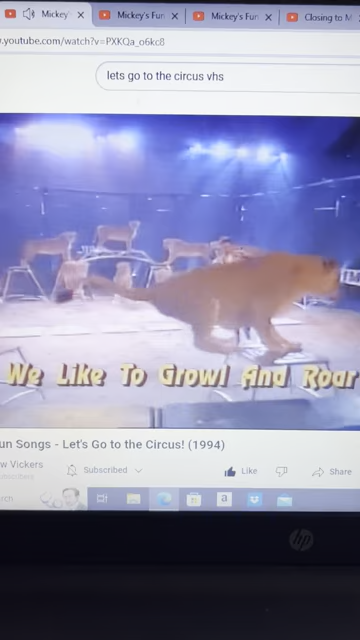 Mickey'
Mickey's Fun
Mickey's Fun
Closing to M
.youtube.com/watch?v=PXKQa_o6kc8
lets go to the circus vhs
We Like To Growl And Roar
un Songs - Let's Go to the Circus! (1994)
w Vickers
Subscribed
Like
Share
rch
a
hp